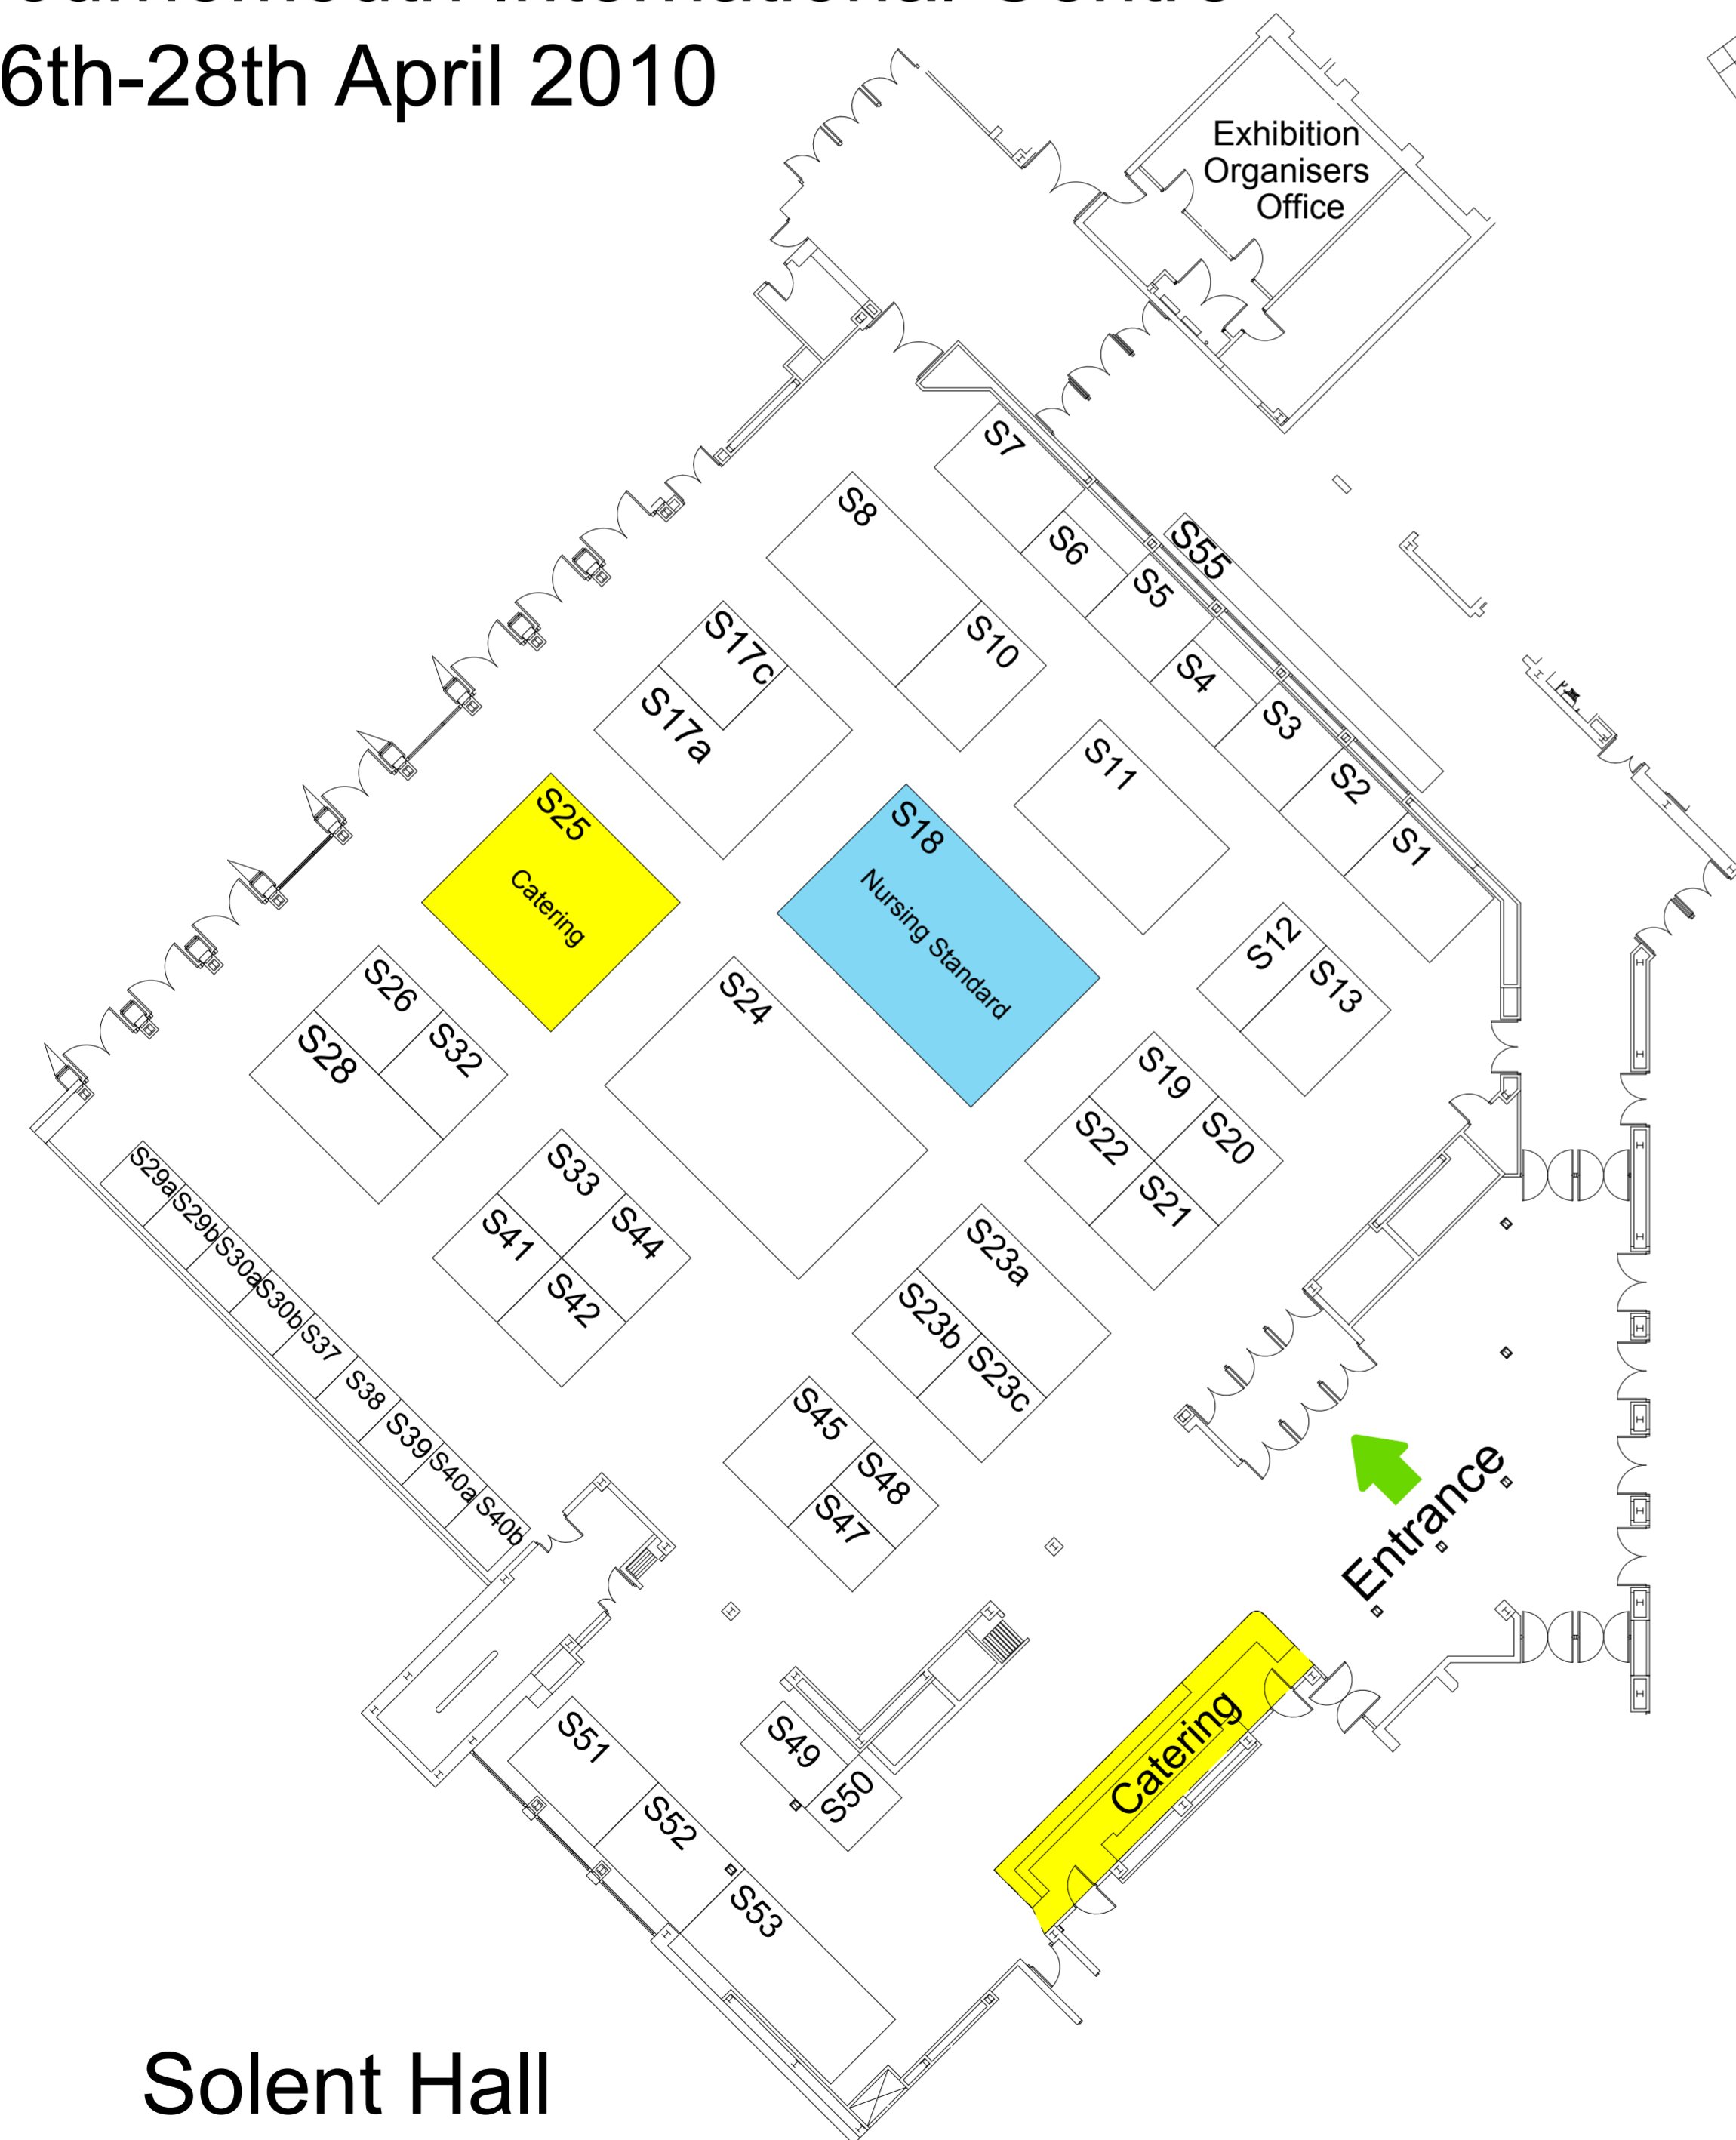 6th-28th April 2010
Exhibition
Organisers
Office
S7
S8
S6
S55
S5
S10
S17c
S4
S17a
S3
S11
S2
S25
Catering
S18
Nursing Standard
S1
S12
S13
S26
S24
S28
S32
S19
S20
S22
S21
S29a
S29b
S30a
S30b
S33
S44
S41
S42
S23a
S23b
S23c
S37
S38
S39
S40a
S40b
S45
S48
S47
Entrance
S49
S50
S51
S52
S53
Catering
Solent Hall